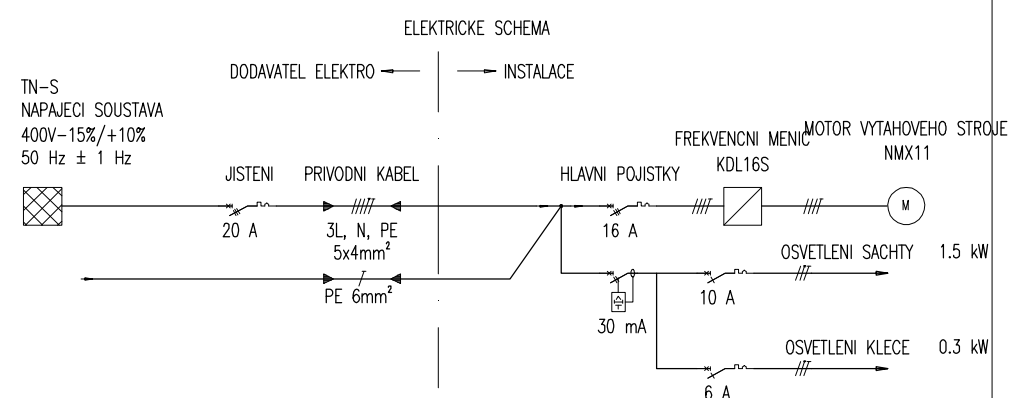 ELEKTRICKE SCHEMA
DODAVATEL ELEKTRO
INSTALACE
TN-S
NAPAJECI SOUSTAVA
400V-15%/+10%
50 Hz ± 1 Hz
JISTENI
20 A
PRIVODNI KABEL
3L, N, PE
5x4mm²
PE 6mm²
HLAVNI POJISTKY
16 A
FREKVENCNI MENIC
KDL16S
MOTOR VYTAHOVEHO STROJE
NMX11
M
30 mA
10 A
OSVETLENI SACHTY 1.5 kW
OSVETLENI KLECE 0.3 kW
6 A